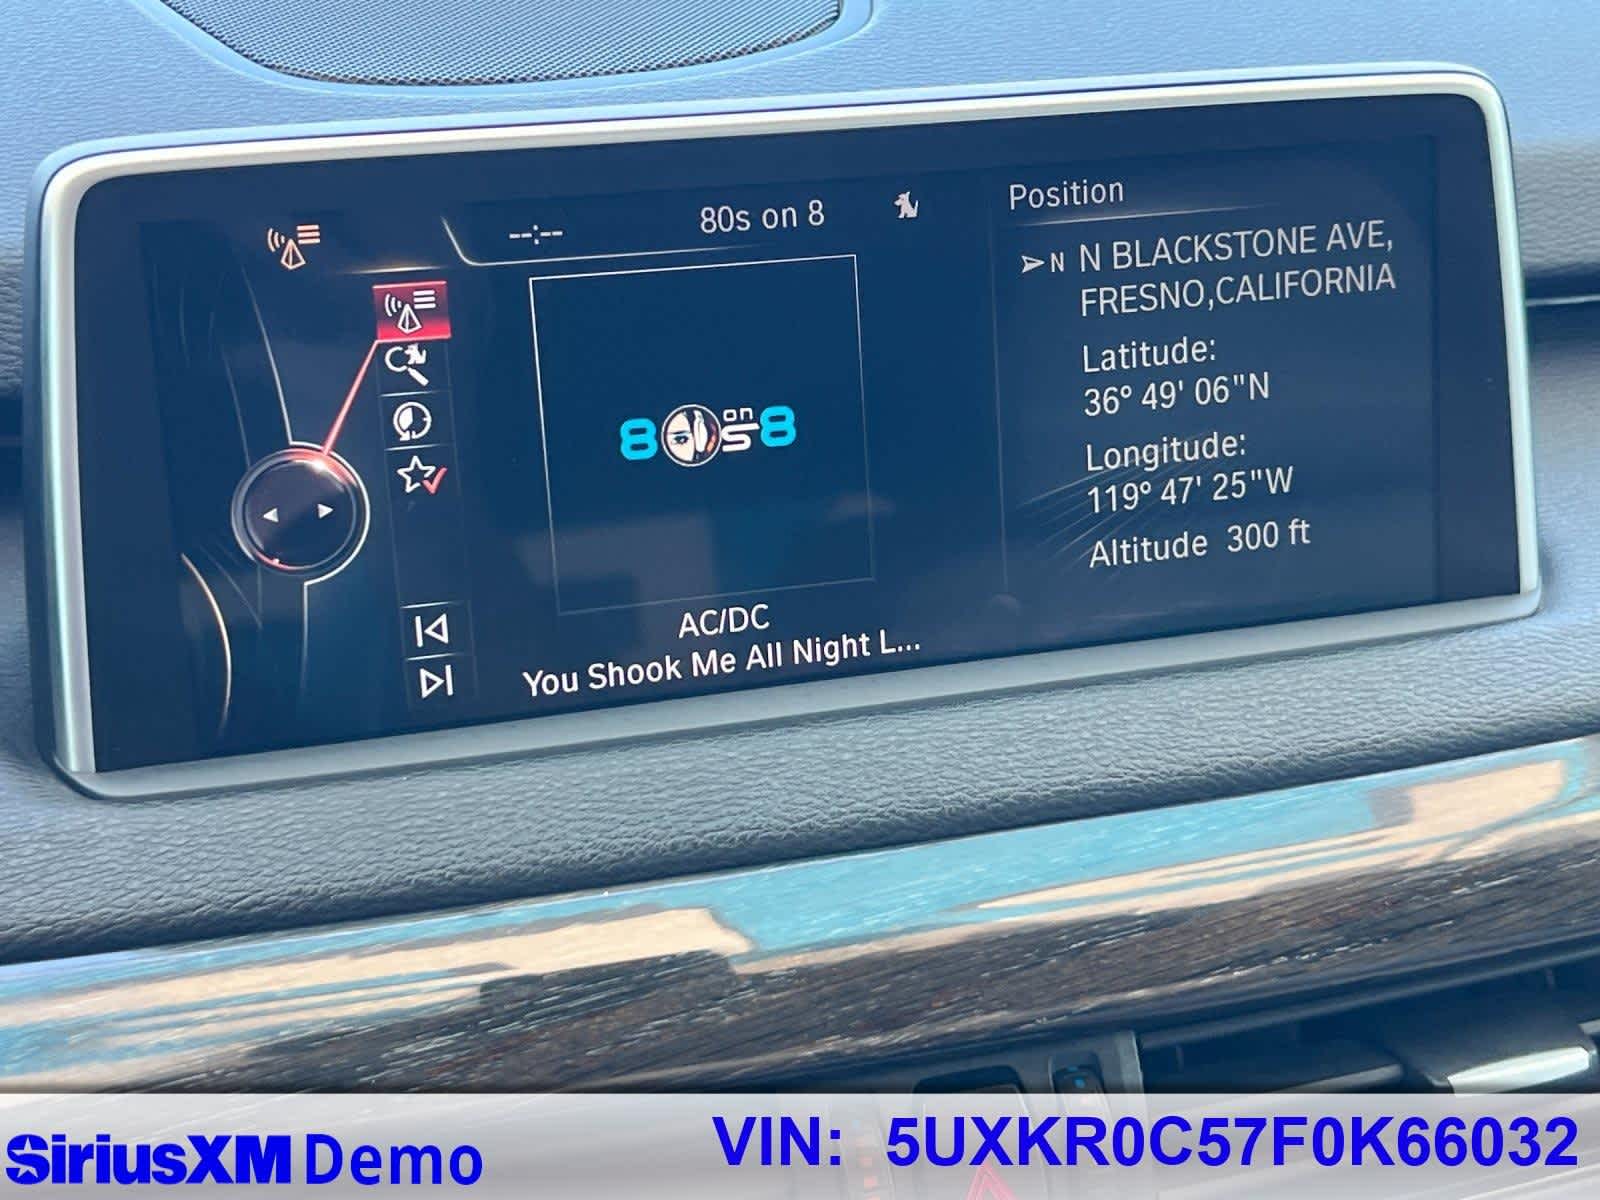 --:--
80s on 8
Position
N N BLACKSTONE AVE,
FRESNO,CALIFORNIA
Latitude:
36° 49' 06"N
Longitude:
119° 47' 25"W
Altitude 300 ft
80s on 8
AC/DC
You Shook Me All Night L...
SiriusXM Demo
VIN: 5UXKR0C57F0K66032